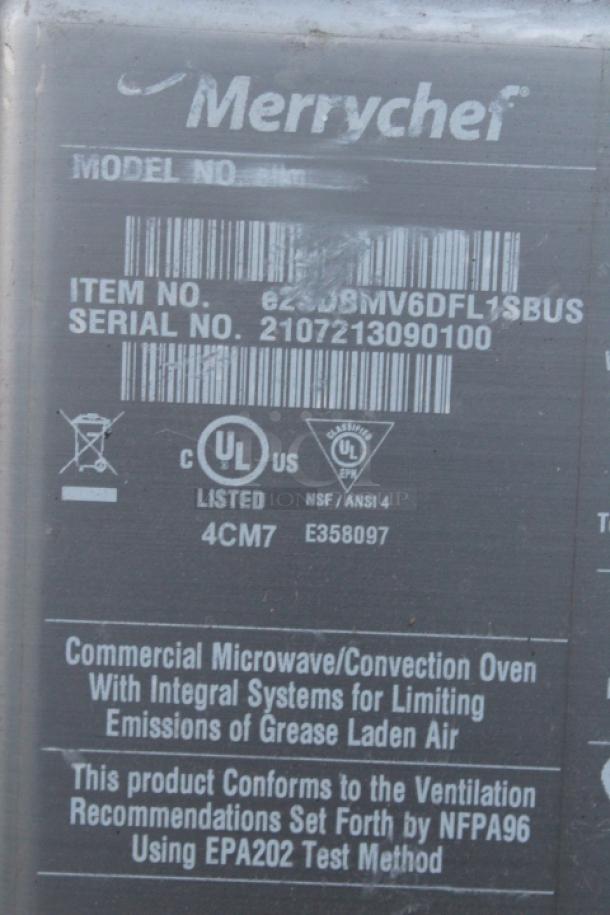 Merrychef
MODEL NO.
ITEM NO.
SERIAL NO. 2107213090100
C UL US
LISTED
4CM7
CLASSIFIED
UL
EPH
NSF / ANSI 4
E358097
Commercial Microwave/Convection Oven
With Integral Systems for Limiting
Emissions of Grease Laden Air
This product Conforms to the Ventilation
Recommendations Set Forth by NFPA96
Using EPA202 Test Method